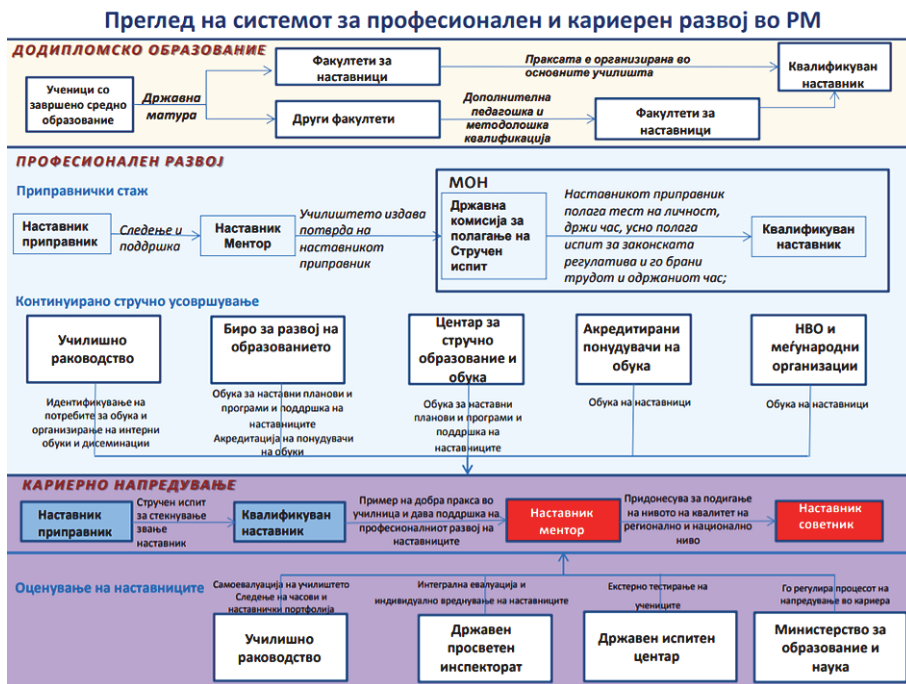 Преглед на системот за професионален и кариерен развој во РМ
ДОДИПЛОМСКО ОБРАЗОВАНИЕ
Ученици со
завршено средно
образование
Државна
матура
Факултети за
наставници
Праксата е организирана во
основните училишта
Квалификуван
наставник
Други факултети
Дополнителна
педагошка и
методолошка
квалификација
Факултети за
наставници
ПРОФЕСИОНАЛЕН РАЗВОЈ
Приправнички стаж
Наставник
приправник
Следење и
поддршка
Наставник
Ментор
Училиштето издава
потврда на
наставникот
приправник
МОН
Државна
комисија за
полагање на
Стручен
испит
Наставникот приправник
полага тест на личност,
држи час, усно полага
испит за законската
регулатива и го брани
трудот и одржаниот час;
Квалификуван
наставник
Континуирано стручно усовршување
Училишно
раководство
Биро за развој на
образованието
Центар за
стручно
образование и
обука
Акредитирани
понудувачи на
обука
НВО и
меѓународни
организации
Идентификување на
потребите за обука и
организирање на интерни
обуки и дисеминации
Обука за наставни планови и
програми и поддршка на
наставниците
Акредитација на понудувачи
на обуки
Обука за наставни
планови и програми и
поддршка на
наставниците
Обука на наставници
Обука на наставници
КАРИЕРНО НАПРЕДУВАЊЕ
Наставник
приправник
Стручен испит
за стекнување
звање
наставник
Квалификуван
наставник
Пример на добра пракса во
училница и дава поддршка на
професионалниот развој на
наставниците
Наставник
ментор
Придонесува за подигање
на нивото на квалитет на
регионално и национално
ниво
Наставник
советник
Оценување на наставниците
Самоевалуација на училиштето
Следење на часови и
наставнички портфолија
Интегрална евалуација и
индивидуално вреднување на наставниците
Екстерно тестирање на
учениците
Го регулира процесот на
напредување во кариера
Училишно
раководство
Државен
просветен
инспекторат
Државен испитен
центар
Министерство за
образование и
наука